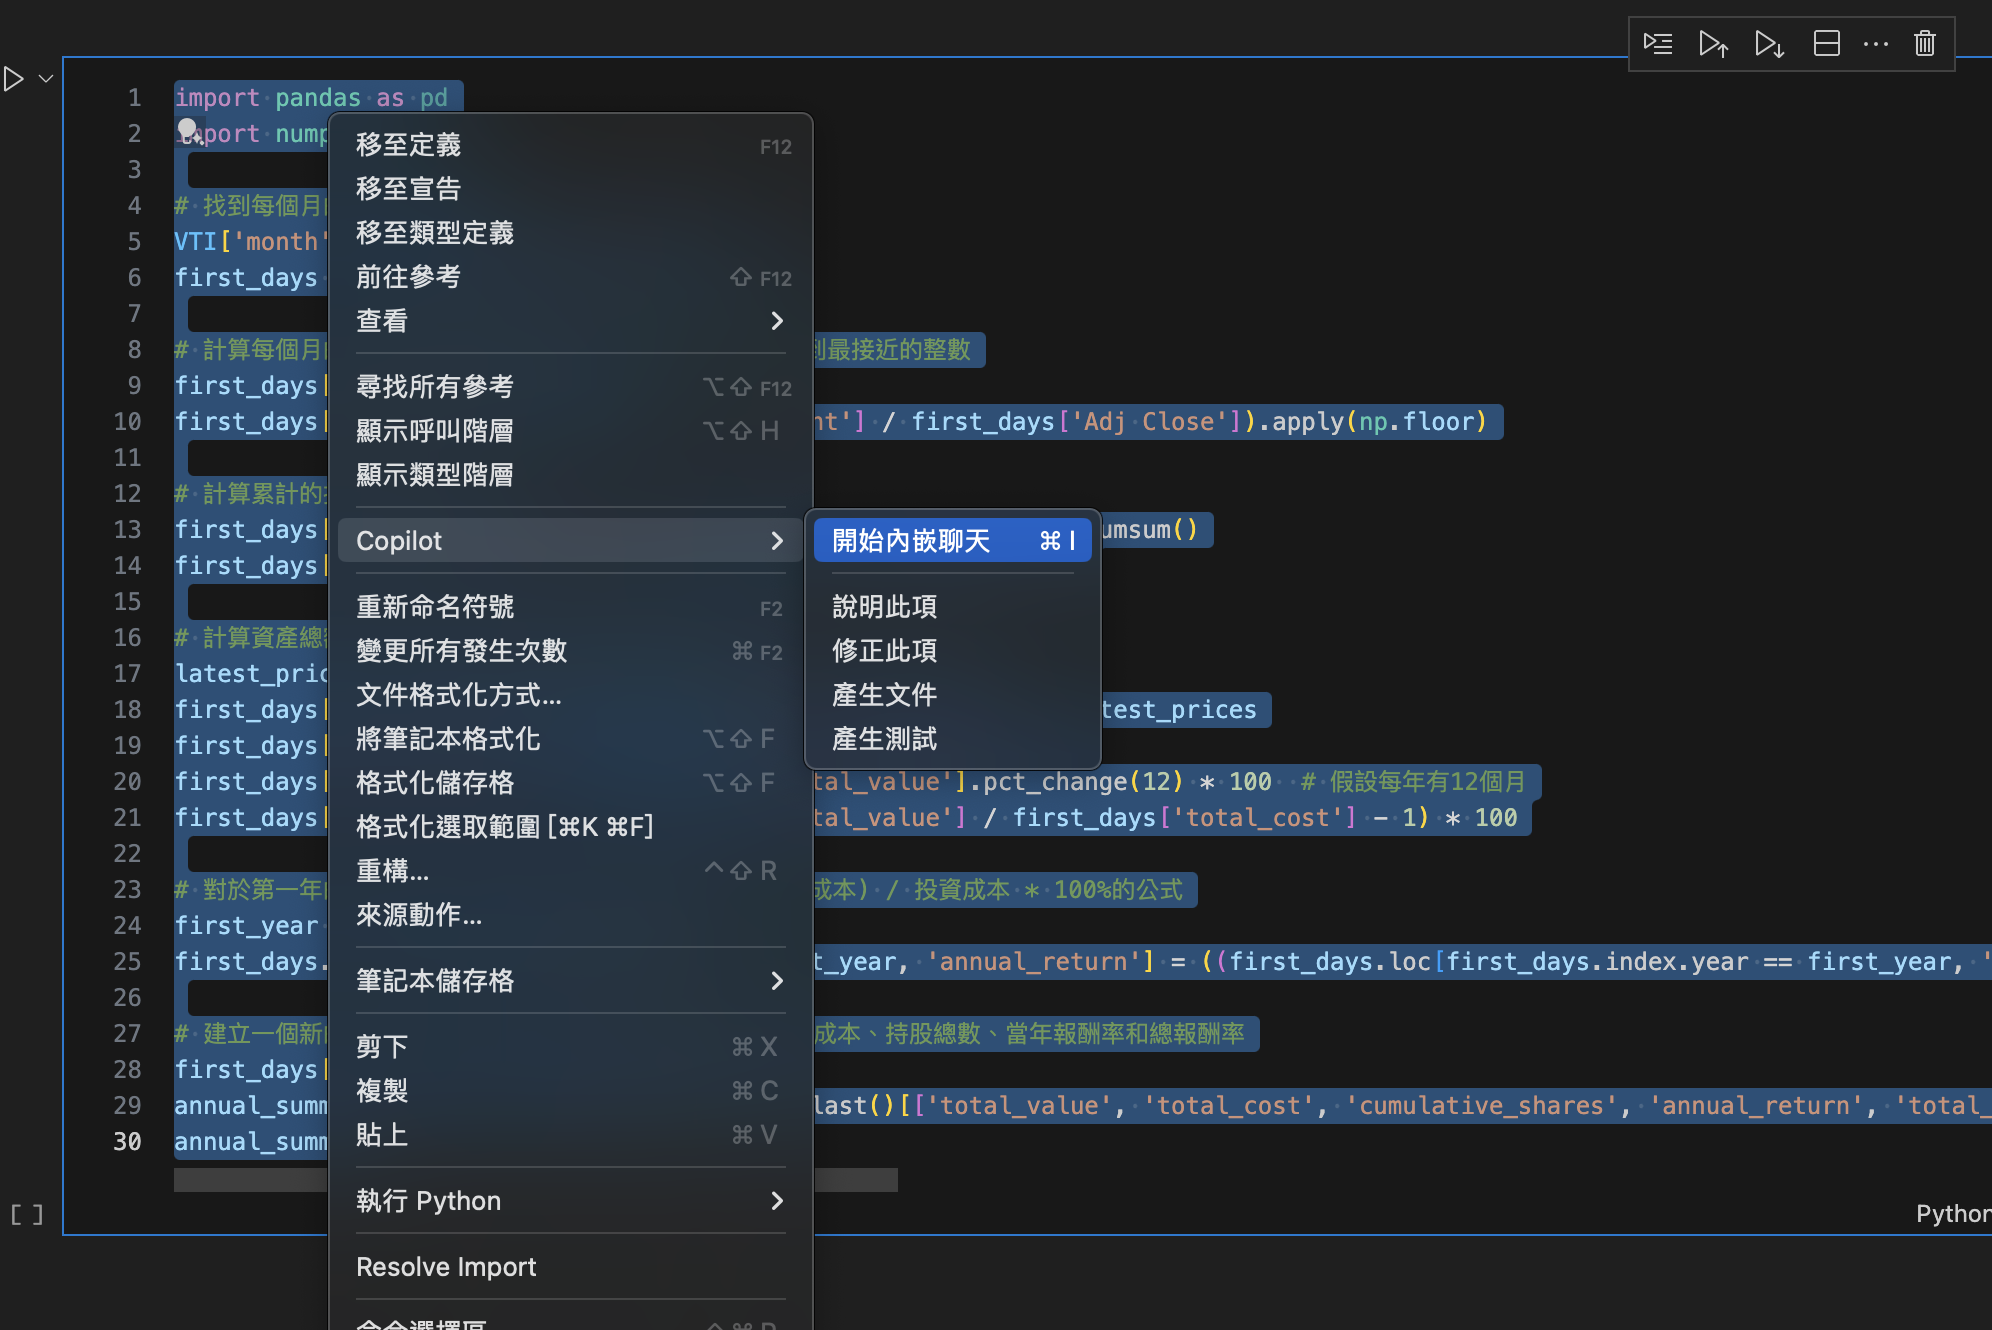 1 import pandas as pd
2 import nump
3
4 # 找到每個月
5 VTI['month'
6 first_days
7
8 # 計算每個月 到最接近的整數
9 first_days[
10 first_days[ nt'] / first_days['Adj Close']).apply(np.floor)
11
12 # 計算累計的
13 first_days[ umsum()
14 first_days[
15
16 # 計算資產總
17 latest_pric
18 first_days[ test_prices
19 first_days[
20 first_days[ tal_value'].pct_change(12) * 100 # 假設每年有12個月
21 first_days[ tal_value'] / first_days['total_cost'] - 1) * 100
22
23 # 對於第一年 成本) / 投資成本 * 100%的公式
24 first_year
25 first_days. t_year, 'annual_return'] = ((first_days.loc[first_days.index.year == first_year, '
26
27 # 建立一個新 成本、持股總數、當年報酬率和總報酬率
28 first_days[
29 annual_summ last()[['total_value', 'total_cost', 'cumulative_shares', 'annual_return', 'total_
30 annual_summ
[ ]
Python
移至定義 F12
移至宣告
移至類型定義
前往參考 ⇧ F12
查看
尋找所有參考 ⌥⇧ F12
顯示呼叫階層 ⌥⇧ H
顯示類型階層
Copilot
重新命名符號 F2
變更所有發生次數 ⌘ F2
文件格式化方式...
將筆記本格式化 ⌥⇧ F
格式化儲存格 ⌥⇧ F
格式化選取範圍 [⌘K ⌘F]
重構... ^⇧ R
來源動作...
筆記本儲存格
剪下 ⌘ X
複製 ⌘ C
貼上 ⌘ V
執行 Python
Resolve Import
開始內嵌聊天 ⌘ I
說明此項
修正此項
產生文件
產生測試